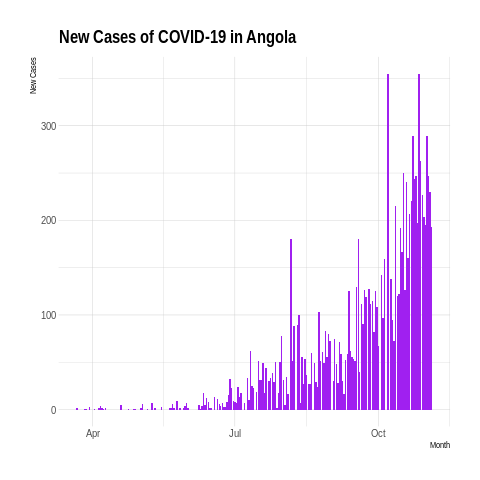 New Cases of COVID-19 in Angola
New Cases
300
200
100
0
Apr
Jul
Oct
Month